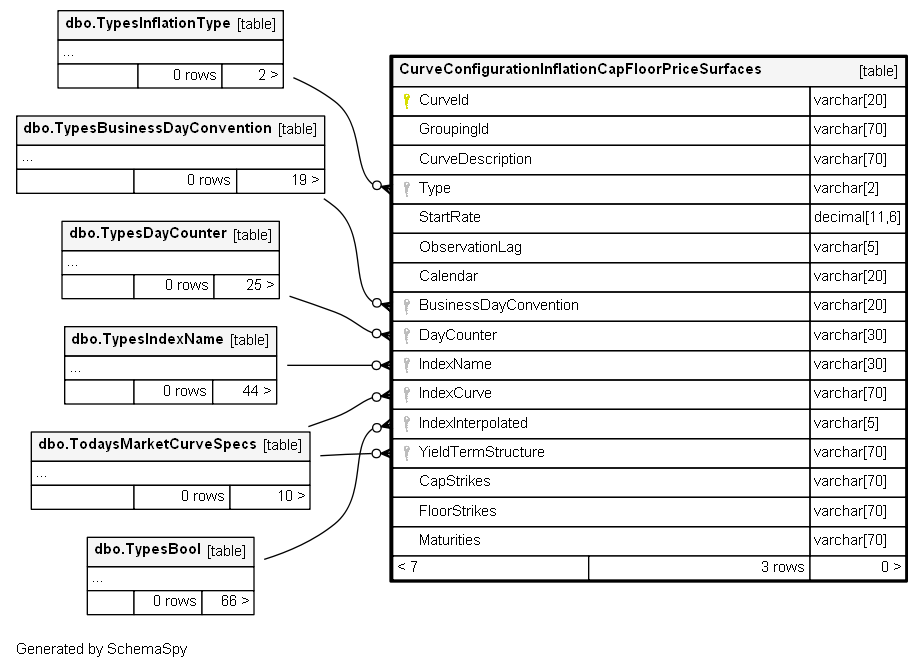 dbo.TypesInflationType [table]
...
0 rows 2 >
dbo.TypesBusinessDayConvention [table]
...
0 rows 19 >
dbo.TypesDayCounter [table]
...
0 rows 25 >
dbo.TypesIndexName [table]
...
0 rows 44 >
dbo.TodaysMarketCurveSpecs [table]
...
0 rows 10 >
dbo.TypesBool [table]
...
0 rows 66 >
CurveConfigurationInflationCapFloorPriceSurfaces [table]
CurveId varchar[20]
GroupingId varchar[70]
CurveDescription varchar[70]
Type varchar[2]
StartRate decimal[11,6]
ObservationLag varchar[5]
Calendar varchar[20]
BusinessDayConvention varchar[20]
DayCounter varchar[30]
IndexName varchar[30]
IndexCurve varchar[70]
IndexInterpolated varchar[5]
YieldTermStructure varchar[70]
CapStrikes varchar[70]
FloorStrikes varchar[70]
Maturities varchar[70]
< 7 3 rows 0 >
Generated by SchemaSpy